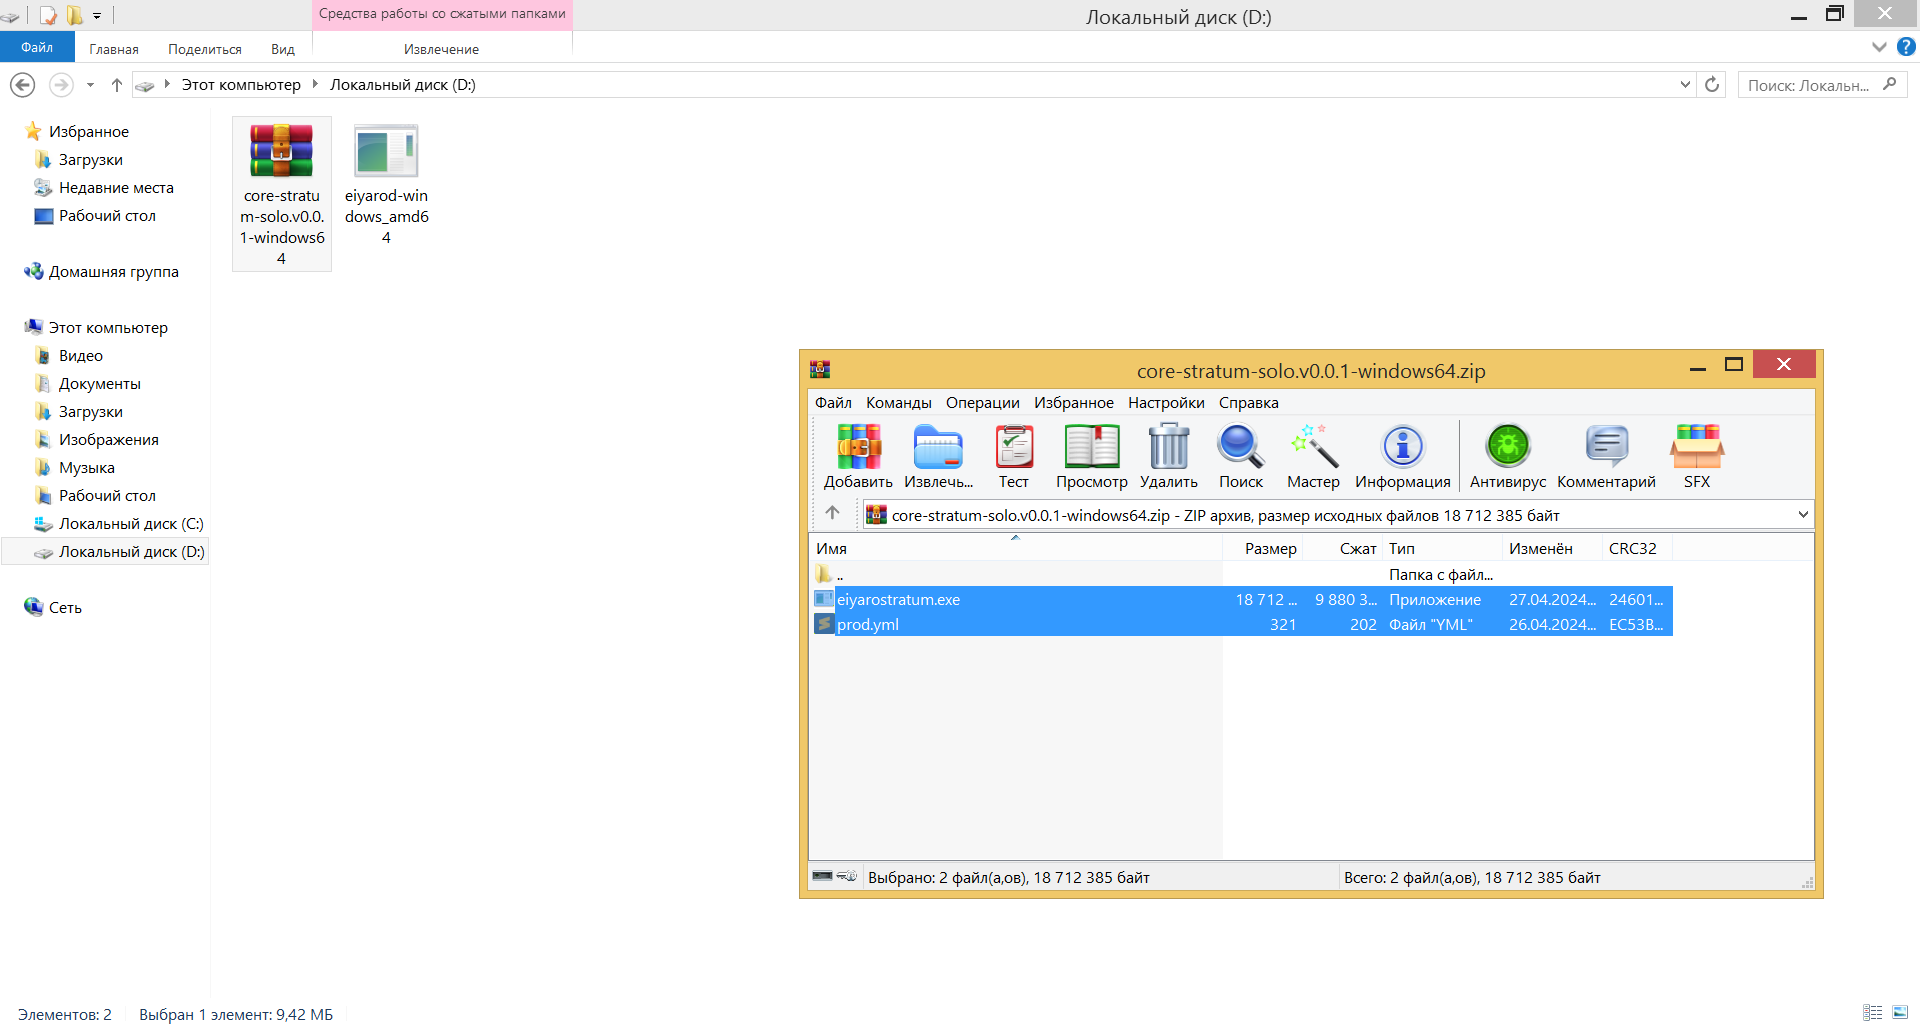 Средства работы со сжатыми папками
Локальный диск (D:)
Файл
Главная
Поделиться
Вид
Извлечение
Этот компьютер
Локальный диск (D:)
Поиск: Локальн...
Избранное
Загрузки
Недавние места
Рабочий стол
Домашняя группа
Этот компьютер
Видео
Документы
Загрузки
Изображения
Музыка
Рабочий стол
Локальный диск (C:)
Локальный диск (D:)
Сеть
core-stratu
m-solo.v0.0.
1-windows6
4
eiyarod-win
dows_amd6
4
core-stratum-solo.v0.0.1-windows64.zip
Файл Команды Операции Избранное Настройки Справка
Добавить Извлечь... Тест Просмотр Удалить Поиск Мастер Информация Антивирус Комментарий SFX
core-stratum-solo.v0.0.1-windows64.zip - ZIP архив, размер исходных файлов 18 712 385 байт
Имя Размер Сжат Тип Изменён CRC32
.. Папка с файл...
eiyarostratum.exe 18 712 ... 9 880 3... Приложение 27.04.2024... 24601...
prod.yml 321 202 Файл "YML" 26.04.2024... EC53B...
Выбрано: 2 файл(а,ов), 18 712 385 байт
Всего: 2 файл(а,ов), 18 712 385 байт
Элементов: 2
Выбран 1 элемент: 9,42 МБ